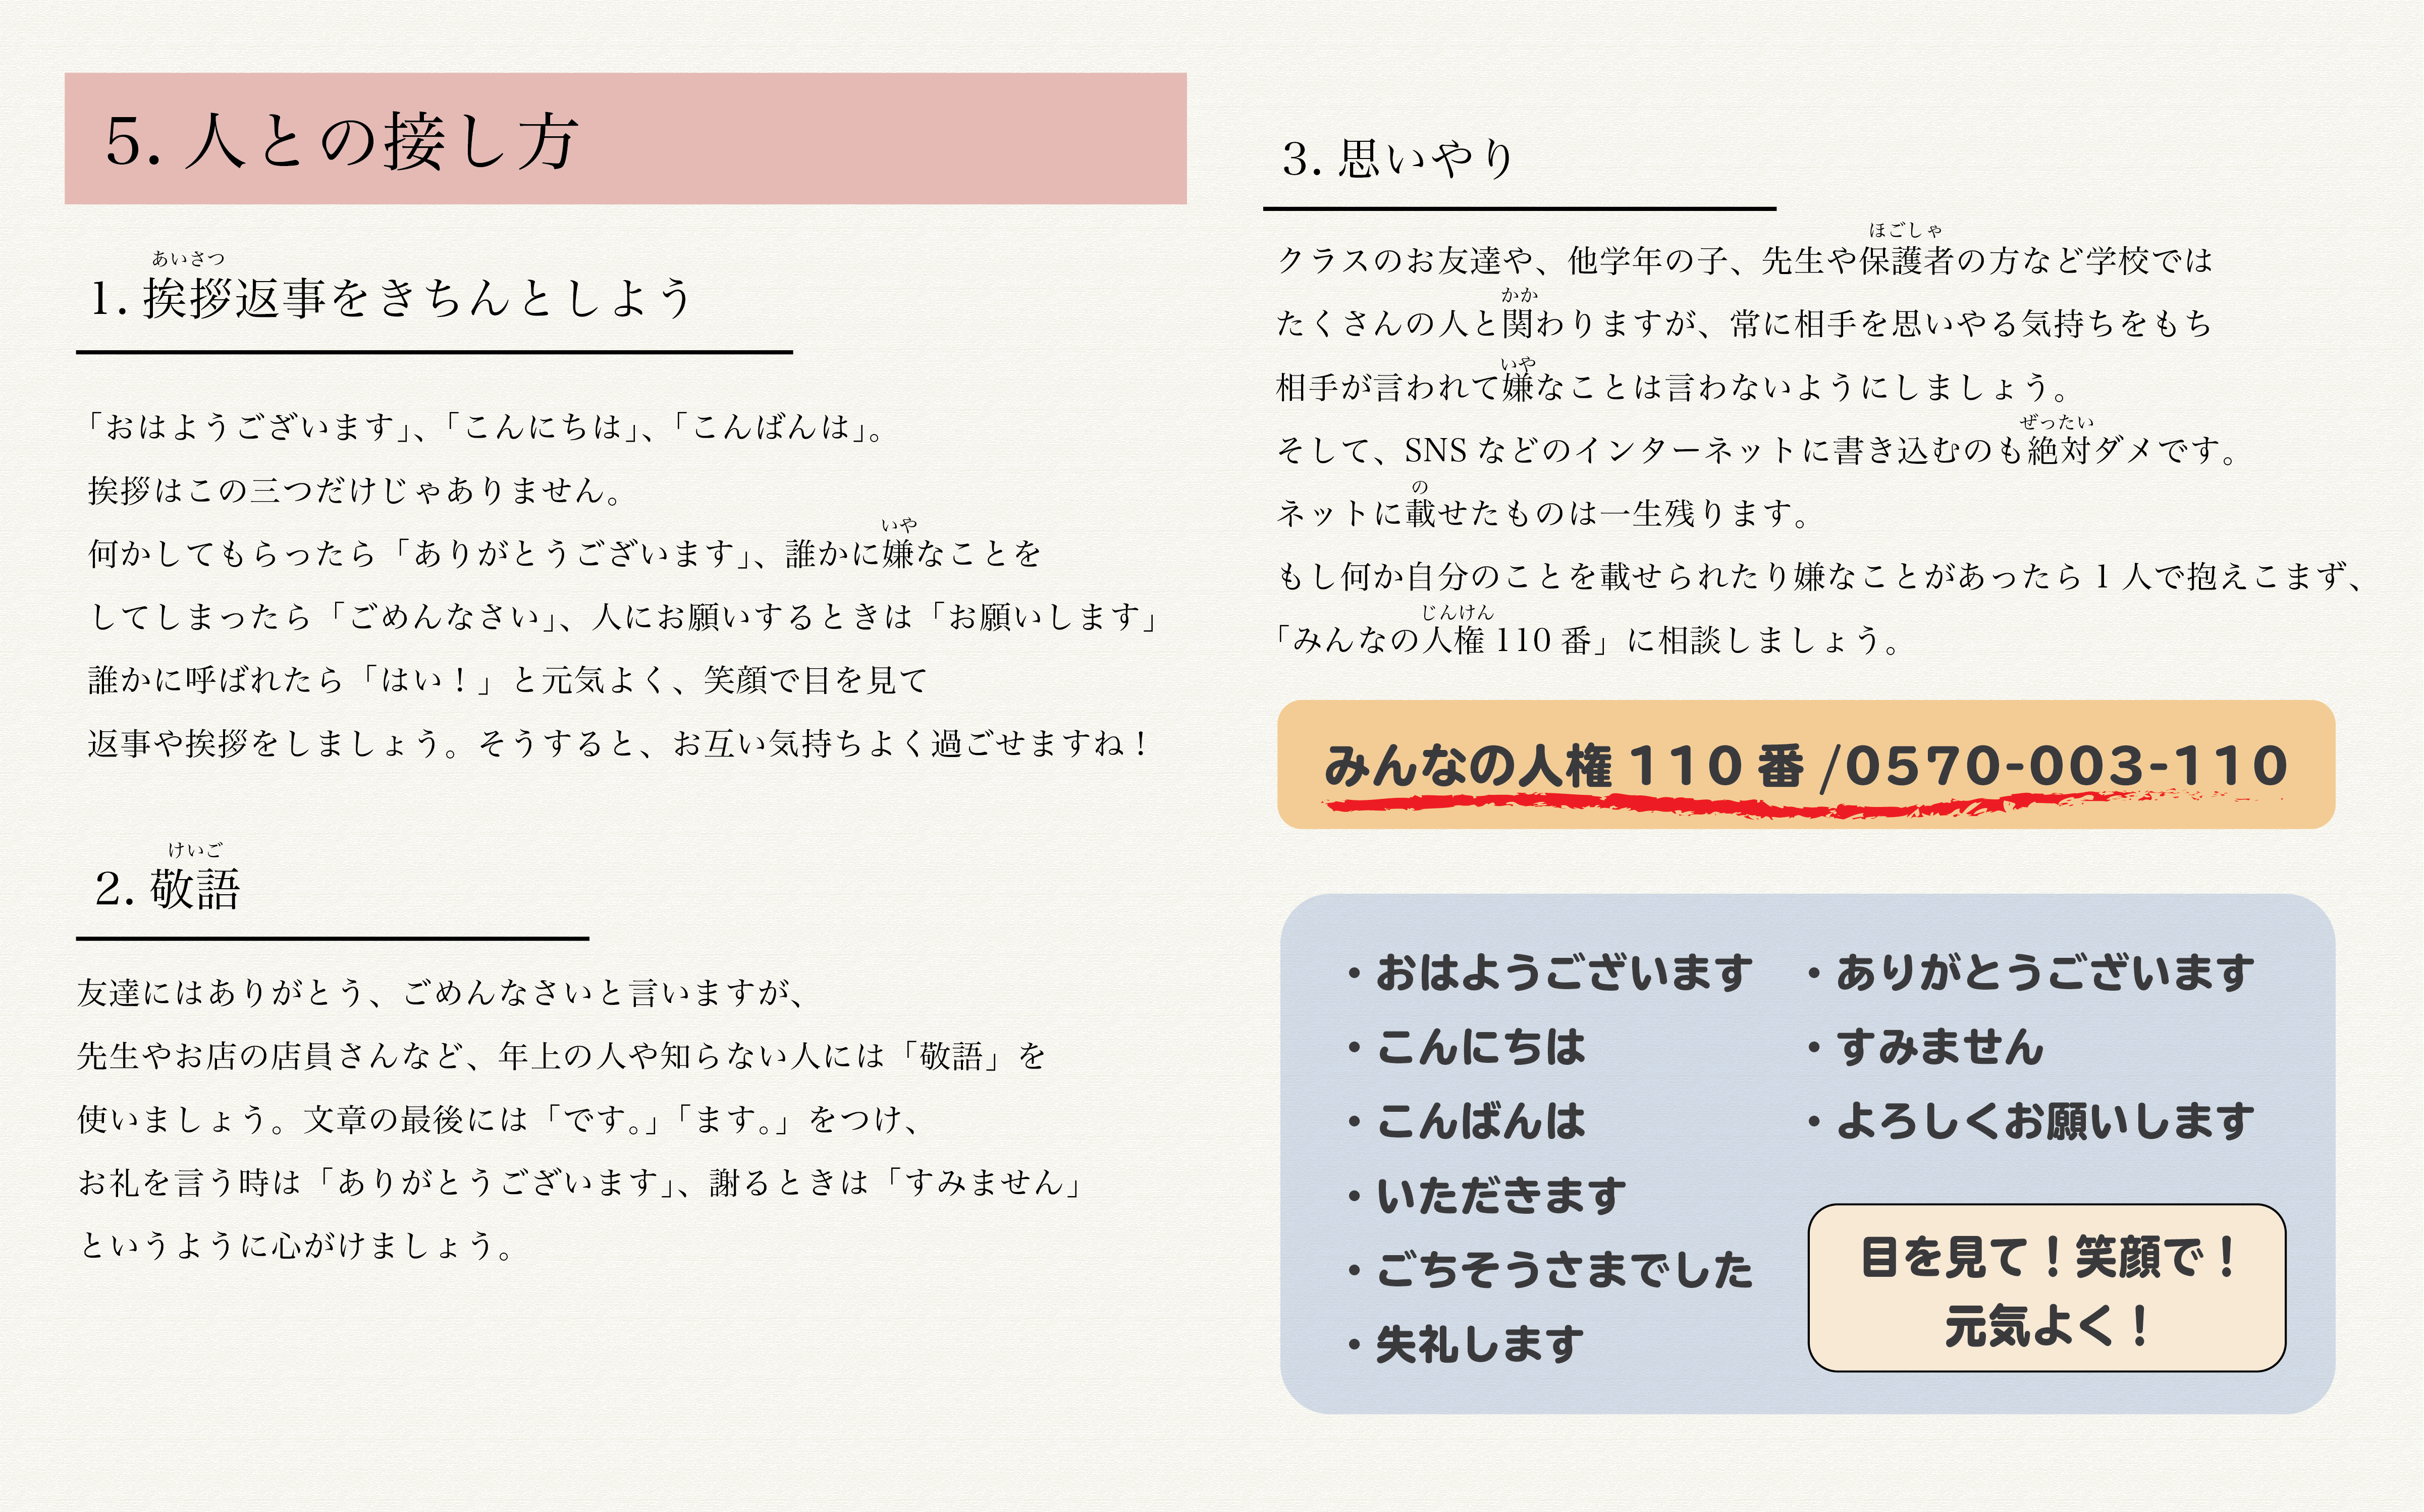 5. 人との接し方
あいさつ
1. 挨拶返事をきちんとしよう
「おはようございます」、「こんにちは」、「こんばんは」。
挨拶はこの三つだけじゃありません。
いや
何かしてもらったら「ありがとうございます」、誰かに嫌なことを
してしまったら「ごめんなさい」、人にお願いするときは「お願いします」
誰かに呼ばれたら「はい！」と元気よく、笑顔で目を見て
返事や挨拶をしましょう。そうすると、お互い気持ちよく過ごせますね！
けいご
2. 敬語
友達にはありがとう、ごめんなさいと言いますが、
先生やお店の店員さんなど、年上の人や知らない人には「敬語」を
使いましょう。文章の最後には「です。」「ます。」をつけ、
お礼を言う時は「ありがとうございます」、謝るときは「すみません」
というように心がけましょう。
3. 思いやり
ほごしゃ
クラスのお友達や、他学年の子、先生や保護者の方など学校では
かか
たくさんの人と関わりますが、常に相手を思いやる気持ちをもち
いや
相手が言われて嫌なことは言わないようにしましょう。
ぜったい
そして、SNS などのインターネットに書き込むのも絶対ダメです。
の
ネットに載せたものは一生残ります。
もし何か自分のことを載せられたり嫌なことがあったら 1 人で抱えこまず、
じんけん
「みんなの人権 110 番」に相談しましょう。
みんなの人権 110 番 /0570-003-110
・おはようございます
・こんにちは
・こんばんは
・いただきます
・ごちそうさまでした
・失礼します
・ありがとうございます
・すみません
・よろしくお願いします
目を見て！笑顔で！
元気よく！